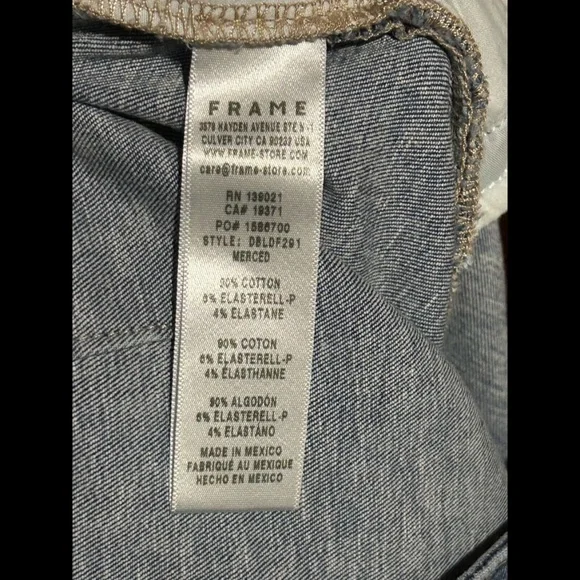 FRAME
3578 HAYDEN AVENUE STE N-1
CULVER CITY CA 90232 USA
WWW.FRAME-STORE.COM
care@frame-store.com
RN 139021
CA# 19371
PO# 1586700
STYLE: DBLDF291
MERCED
90% COTTON
6% ELASTERELL-P
4% ELASTANE
90% COTON
6% ELASTERELL-P
4% ELASTHANNE
90% ALGODÓN
6% ELASTERELL-P
4% ELASTANO
MADE IN MEXICO
FABRIQUÉ AU MEXIQUE
HECHO EN MEXICO